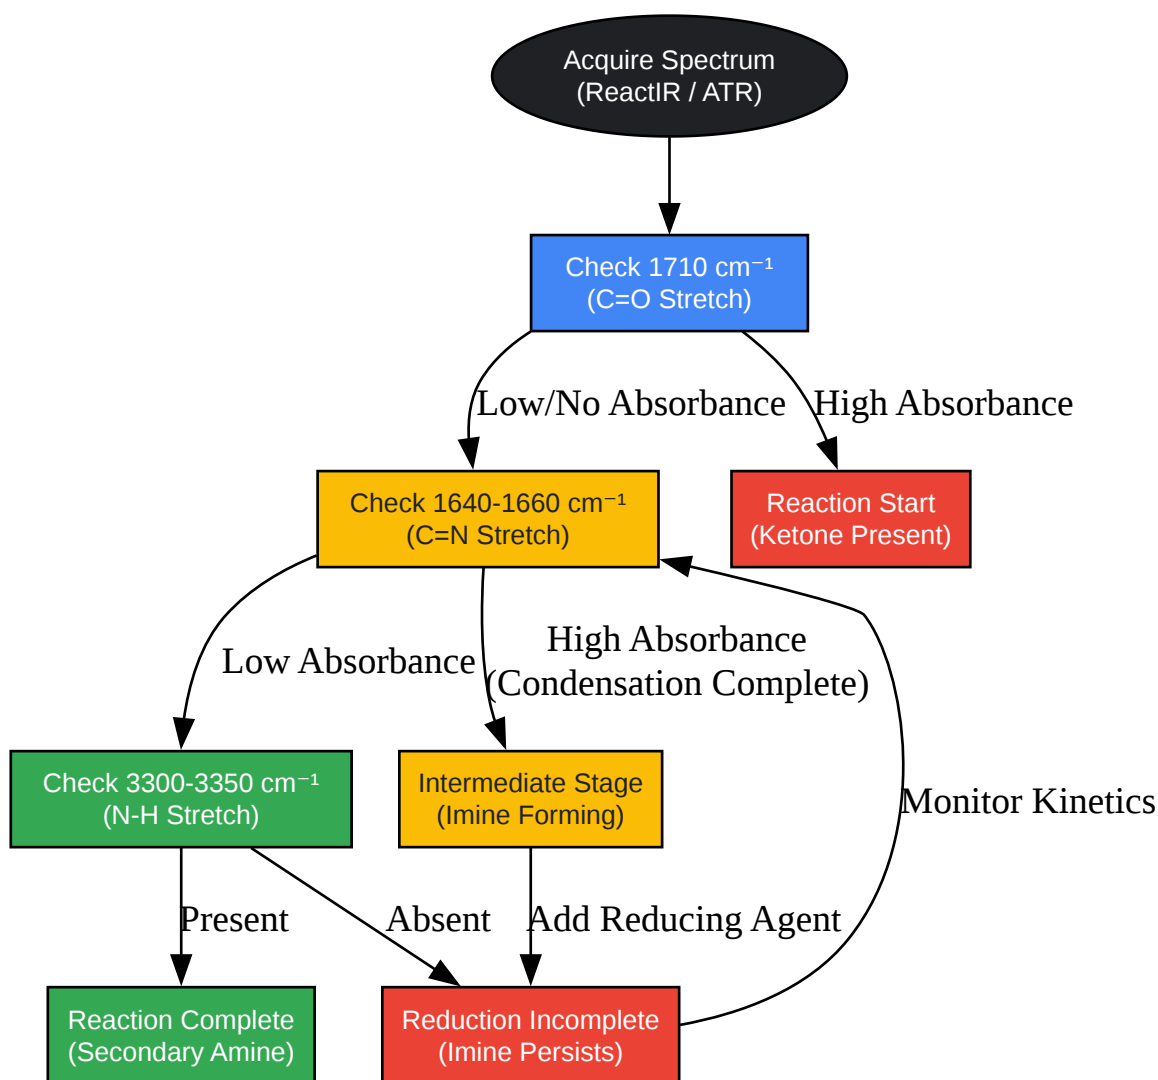 Acquire Spectrum
(ReactIR / ATR)
Check 1710 cm⁻¹
(C=O Stretch)
Low/No Absorbance
High Absorbance
Check 1640-1660 cm⁻¹
(C=N Stretch)
Reaction Start
(Ketone Present)
Low Absorbance
High Absorbance
(Condensation Complete)
Check 3300-3350 cm⁻¹
(N-H Stretch)
Intermediate Stage
(Imine Forming)
Monitor Kinetics
Present
Absent
Add Reducing Agent
Reaction Complete
(Secondary Amine)
Reduction Incomplete
(Imine Persists)